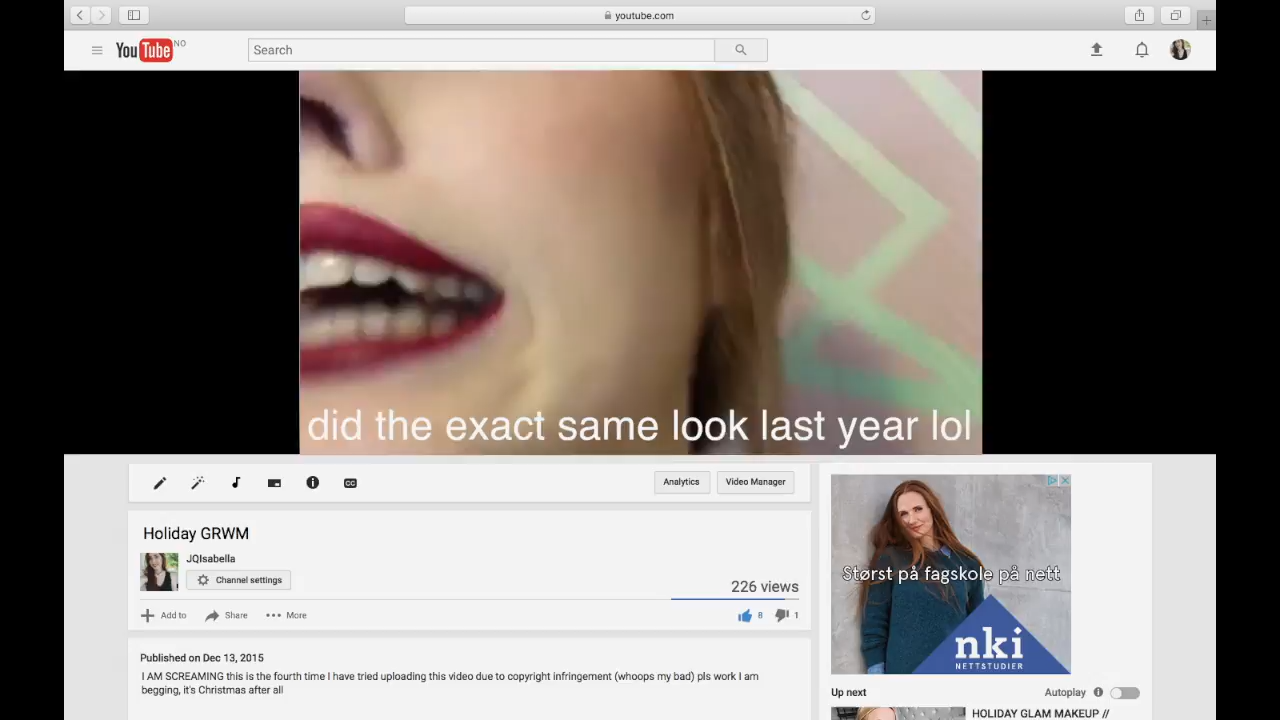 youtube.com
YouTube NO
Search
did the exact same look last year lol
Analytics
Video Manager
Holiday GRWM
JQIsabella
Channel settings
226 views
Add to
Share
More
8
1
Published on Dec 13, 2015
I AM SCREAMING this is the fourth time I have tried uploading this video due to copyright infringement (whoops my bad) pls work I am
begging, it's Christmas after all
Størst på fagskole på nett
nki
NETTSTUDIER
Up next
Autoplay
HOLIDAY GLAM MAKEUP //